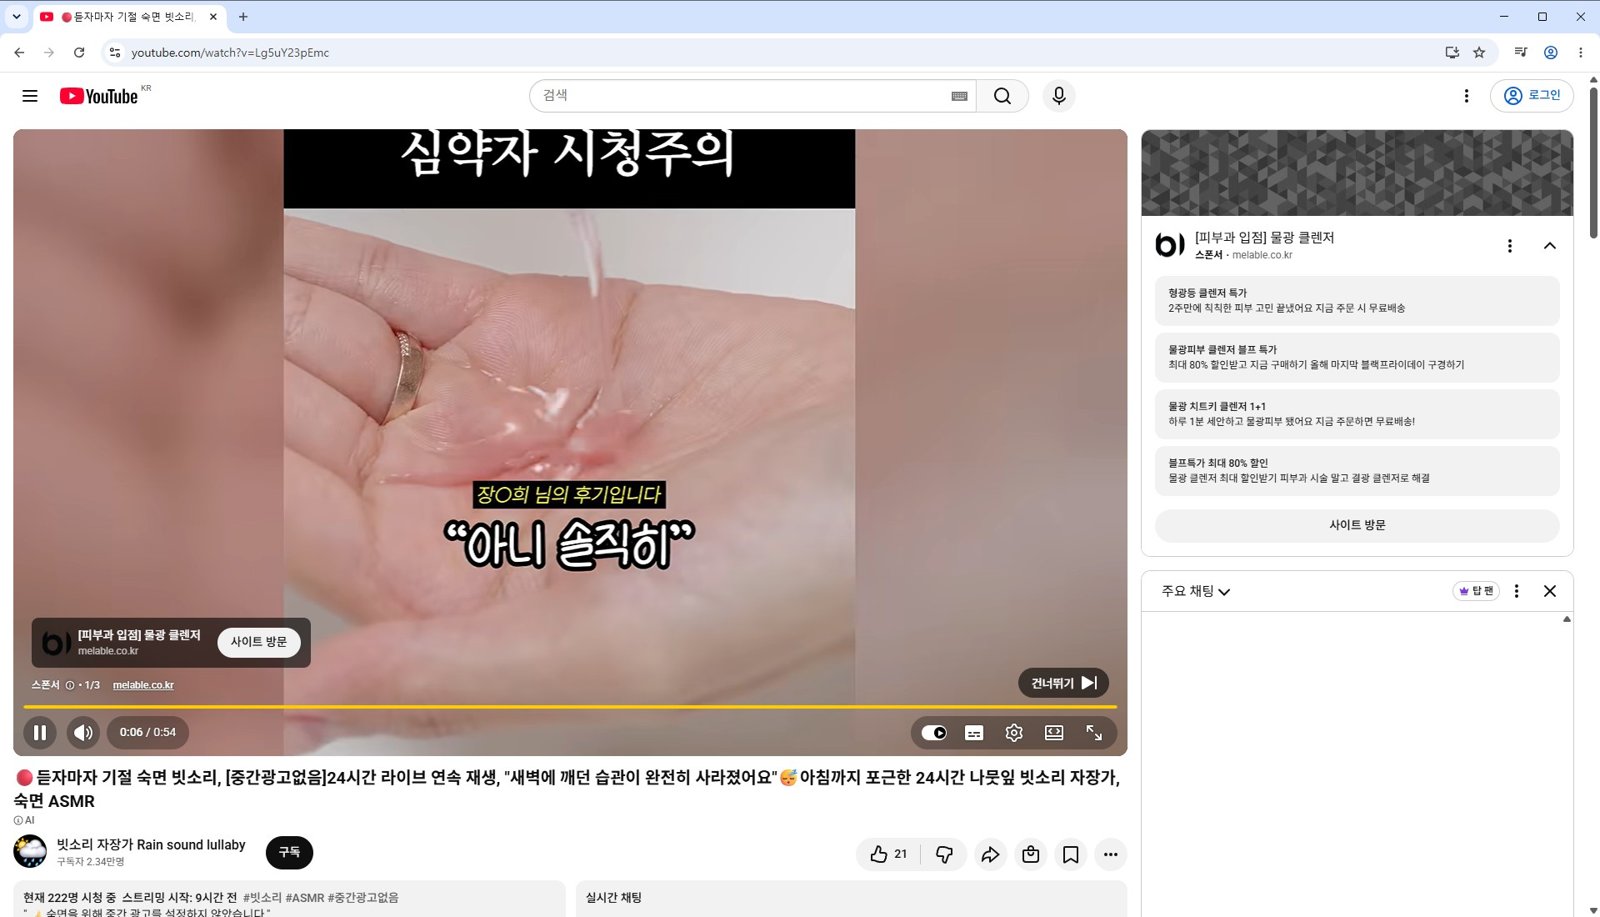 듣자마자 기절 숙면 빗소리,
youtube.com/watch?v=Lg5uY23pEmc
YouTube KR
검색
로그인
심약자 시청주의
장○희 님의 후기입니다
“아니 솔직히”
[피부과 입점] 물광 클렌저
melable.co.kr
사이트 방문
스폰서 • 1/3 melable.co.kr
건너뛰기
0:06 / 0:54
[피부과 입점] 물광 클렌저
스폰서 · melable.co.kr
형광등 클렌저 특가
2주만에 칙칙한 피부 고민 끝냈어요 지금 주문 시 무료배송
물광피부 클렌저 블프 특가
최대 80% 할인받고 지금 구매하기 올해 마지막 블랙프라이데이 구경하기
물광 치트키 클렌저 1+1
하루 1분 세안하고 물광피부 됐어요 지금 주문하면 무료배송!
블프특가 최대 80% 할인
물광 클렌저 최대 할인받기 피부과 시술 말고 결광 클렌저로 해결
사이트 방문
주요 채팅
탑 팬
🔴듣자마자 기절 숙면 빗소리, [중간광고없음]24시간 라이브 연속 재생, "새벽에 깨던 습관이 완전히 사라졌어요"😴아침까지 포근한 24시간 나뭇잎 빗소리 자장가,
숙면 ASMR
AI
빗소리 자장가 Rain sound lullaby
구독자 2.34만명
구독
21
현재 222명 시청 중 스트리밍 시작: 9시간 전 #빗소리 #ASMR #중간광고없음
" 숙면을 위해 중간 광고를 설정하지 않았습니다 "
실시간 채팅